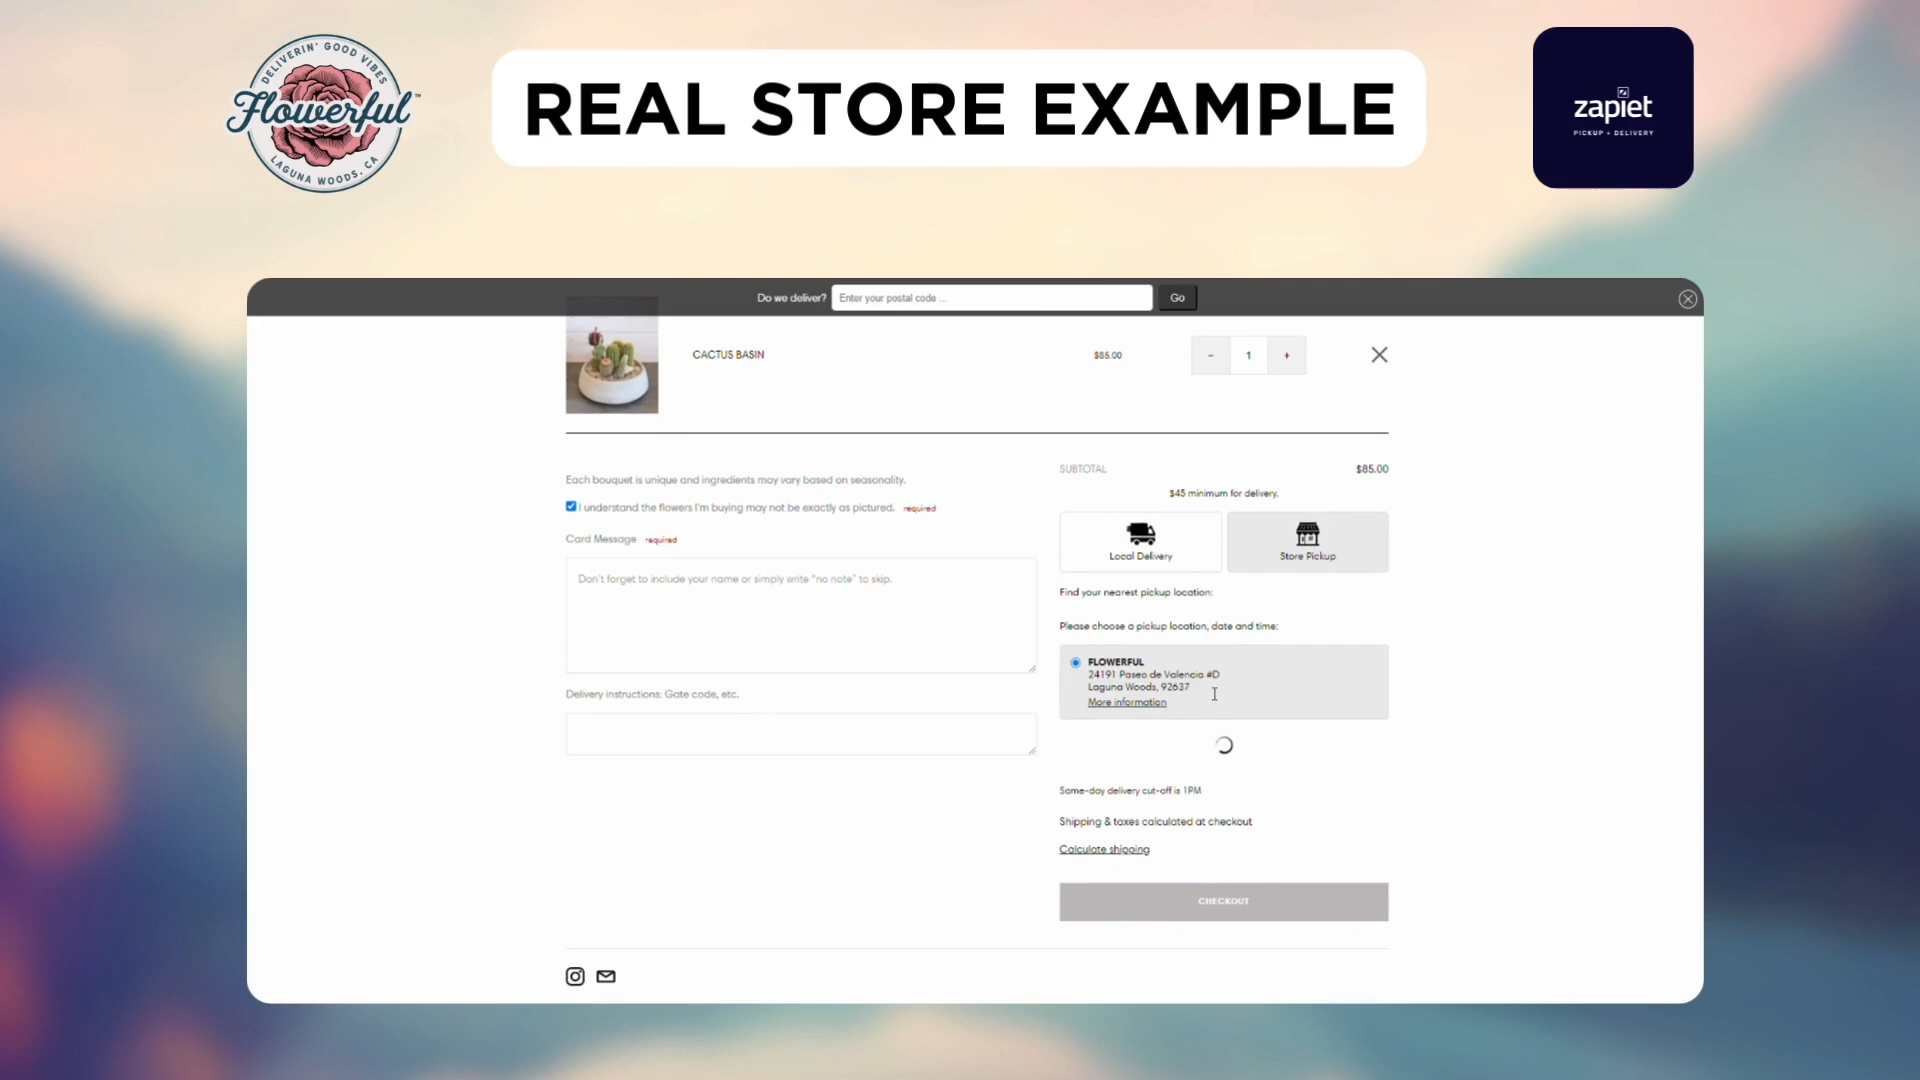 DELIVERIN' GOOD VIBES
Flowerful™
LAGUNA WOODS, CA
REAL STORE EXAMPLE
zapiet
PICKUP + DELIVERY
Do we deliver?
Enter your postal code ...
Go
CACTUS BASIN
$85.00
-
1
+
Each bouquet is unique and ingredients may vary based on seasonality.
I understand the flowers I'm buying may not be exactly as pictured. required
Card Message required
Don't forget to include your name or simply write "no note" to skip.
Delivery instructions: Gate code, etc.
SUBTOTAL
$85.00
$45 minimum for delivery.
Local Delivery
Store Pickup
Find your nearest pickup location:
Please choose a pickup location, date and time:
FLOWERFUL
24191 Paseo de Valencia #D
Laguna Woods, 92637
More information
Same-day delivery cut-off is 1PM
Shipping & taxes calculated at checkout
Calculate shipping
CHECKOUT